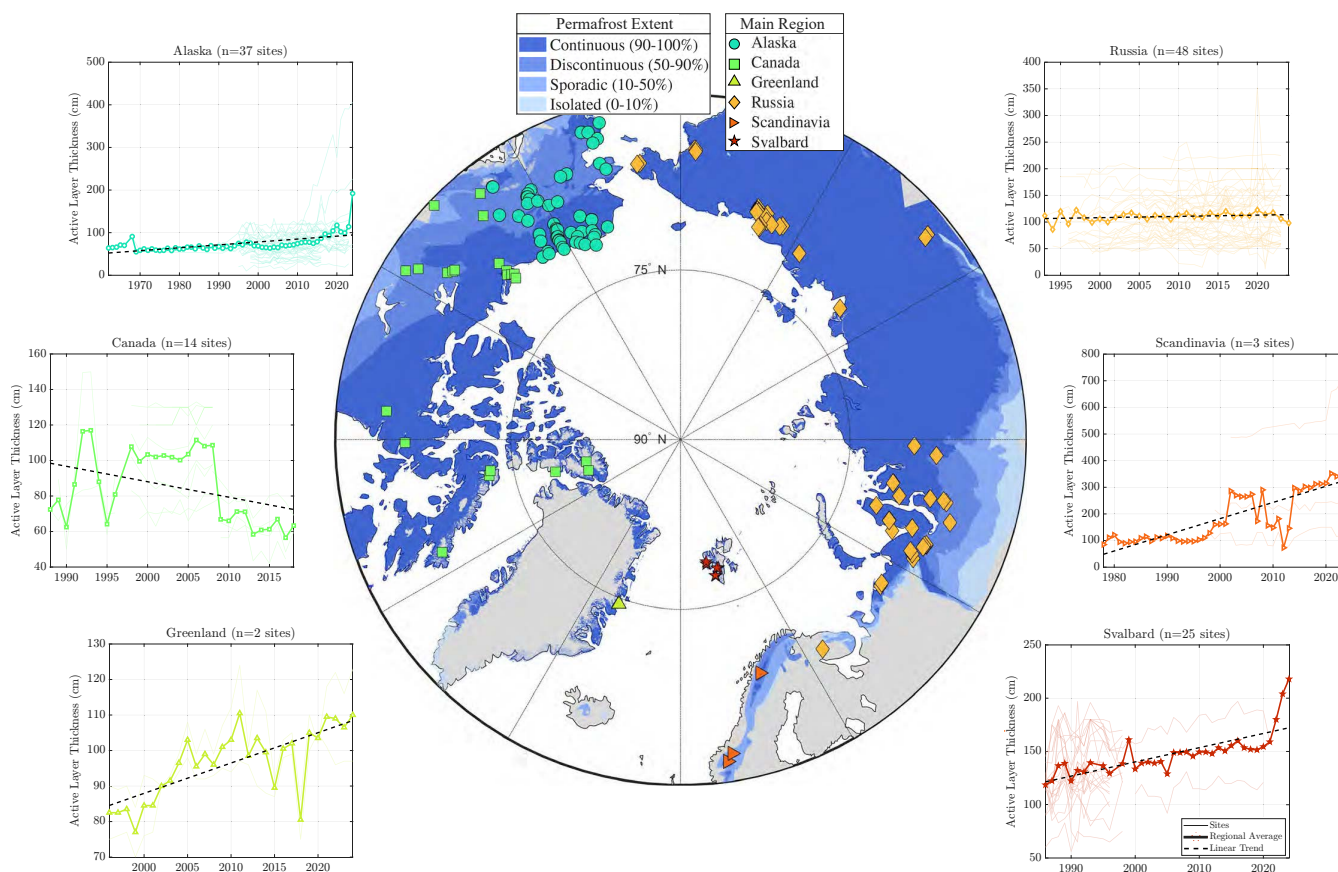 Permafrost Extent
Continuous (90-100%)
Discontinuous (50-90%)
Sporadic (10-50%)
Isolated (0-10%)
Main Region
Alaska
Canada
Greenland
Russia
Scandinavia
Svalbard
Alaska (n=37 sites)
Active Layer Thickness (cm)
500
400
300
200
100
50
0
1970
1980
1990
2000
2010
2020
Russia (n=48 sites)
Active Layer Thickness (cm)
400
350
300
250
200
150
100
50
0
1995
2000
2005
2010
2015
2020
Canada (n=14 sites)
Active Layer Thickness (cm)
160
140
120
100
80
60
40
1990
1995
2000
2005
2010
2015
75° N
90° N
Scandinavia (n=3 sites)
Active Layer Thickness (cm)
800
700
600
500
400
300
200
100
0
1980
1990
2000
2010
2020
Greenland (n=2 sites)
Active Layer Thickness (cm)
130
120
110
100
90
80
70
2000
2005
2010
2015
2020
Svalbard (n=25 sites)
Active Layer Thickness (cm)
250
200
150
100
50
1990
2000
2010
2020
Sites
Regional Average
Linear Trend